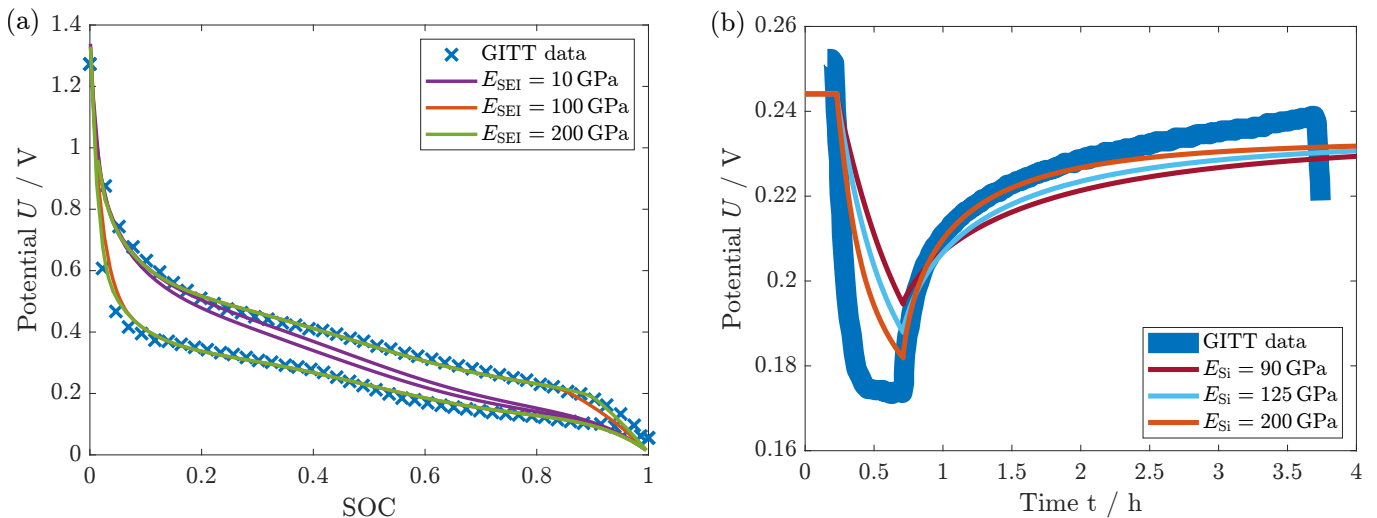 (a)
1.4
1.2
1
0.8
0.6
0.4
0.2
0
Potential U / V
GITT data
E_SEI = 10 GPa
E_SEI = 100 GPa
E_SEI = 200 GPa
0 0.2 0.4 0.6 0.8 1
SOC
(b)
0.26
0.24
0.22
0.2
0.18
0.16
Potential U / V
GITT data
E_Si = 90 GPa
E_Si = 125 GPa
E_Si = 200 GPa
0 0.5 1 1.5 2 2.5 3 3.5 4
Time t / h